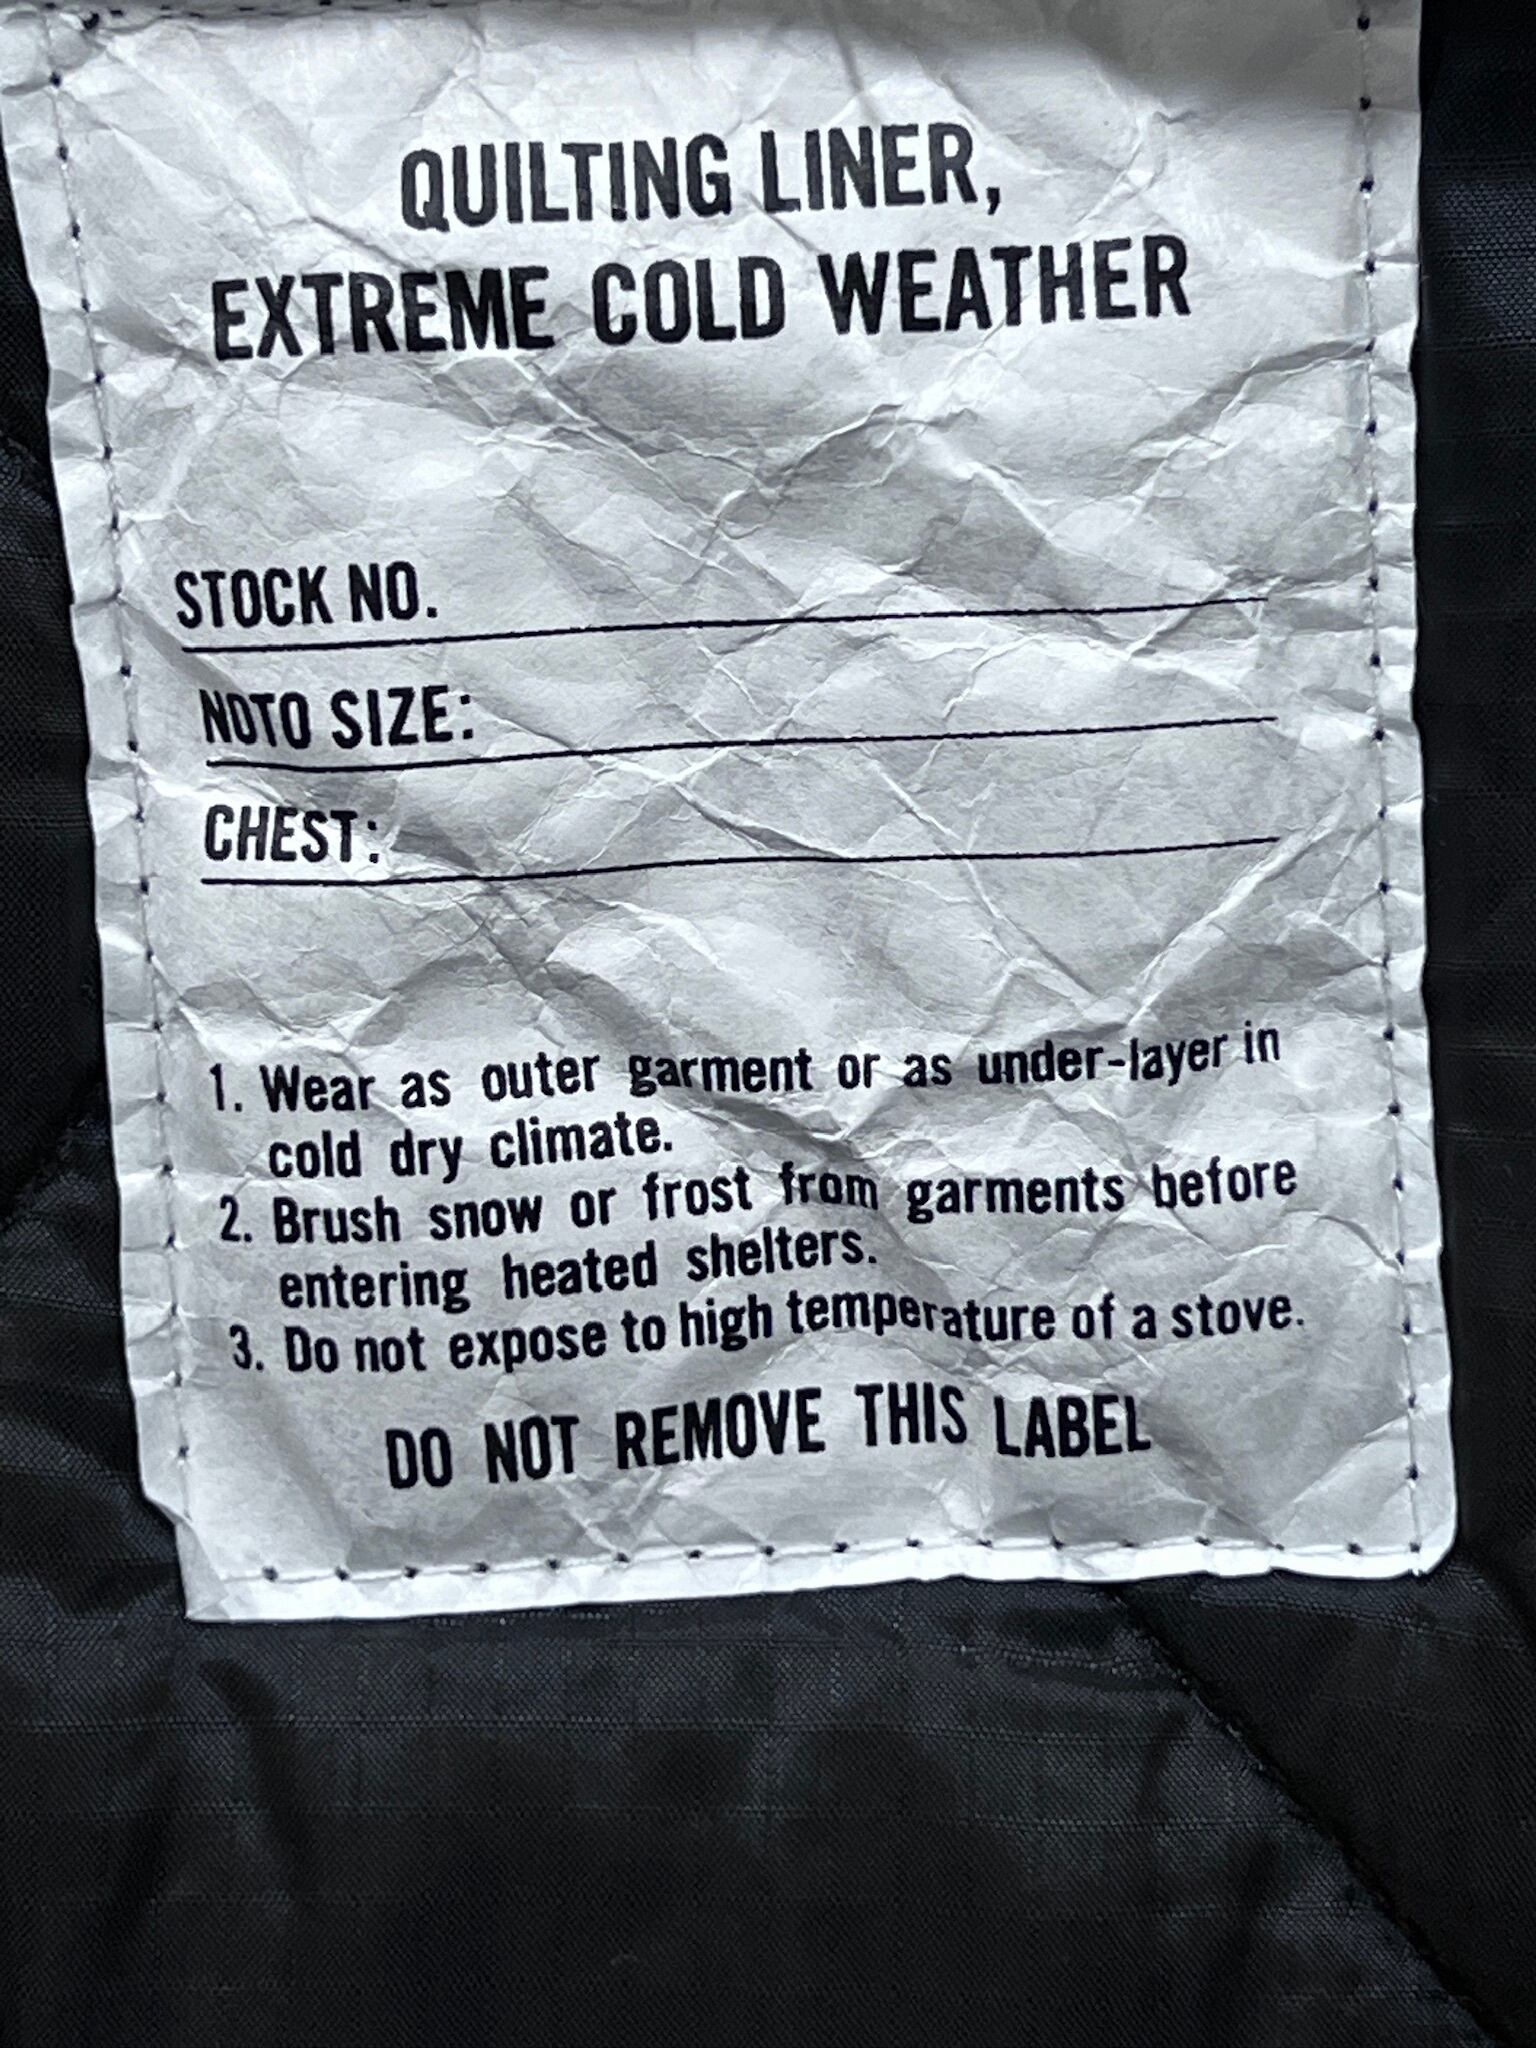 QUILTING LINER,
EXTREME COLD WEATHER
STOCK NO.
NOTO SIZE:
CHEST:
1. Wear as outer garment or as under-layer in
cold dry climate.
2. Brush snow or frost from garments before
entering heated shelters.
3. Do not expose to high temperature of a stove.
DO NOT REMOVE THIS LABEL